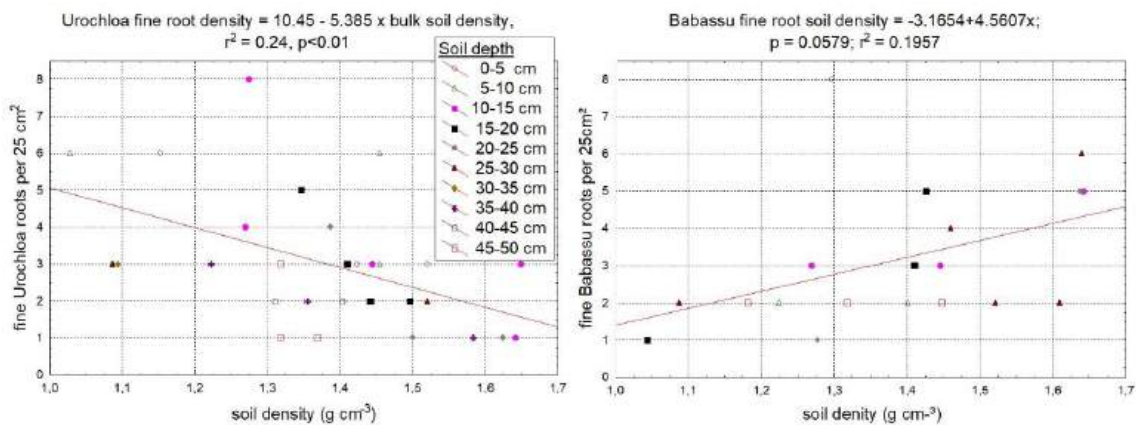 Urochloa fine root density = 10.45 - 5.385 x bulk soil density,
r² = 0.24, p<0.01
fine Urochloa roots per 25 cm²
8
7
6
5
4
3
2
1
0
1,0 1,1 1,2 1,3 1,4 1,5 1,6 1,7
soil density (g cm⁻³)
Soil depth
0-5 cm
5-10 cm
10-15 cm
15-20 cm
20-25 cm
25-30 cm
30-35 cm
35-40 cm
40-45 cm
45-50 cm
Babassu fine root soil density = -3.1654+4.5607x;
p = 0.0579; r² = 0.1957
fine Babassu roots per 25cm²
8
7
6
5
4
3
2
1
0
1,0 1,1 1,2 1,3 1,4 1,5 1,6 1,7
soil denity (g cm-³)